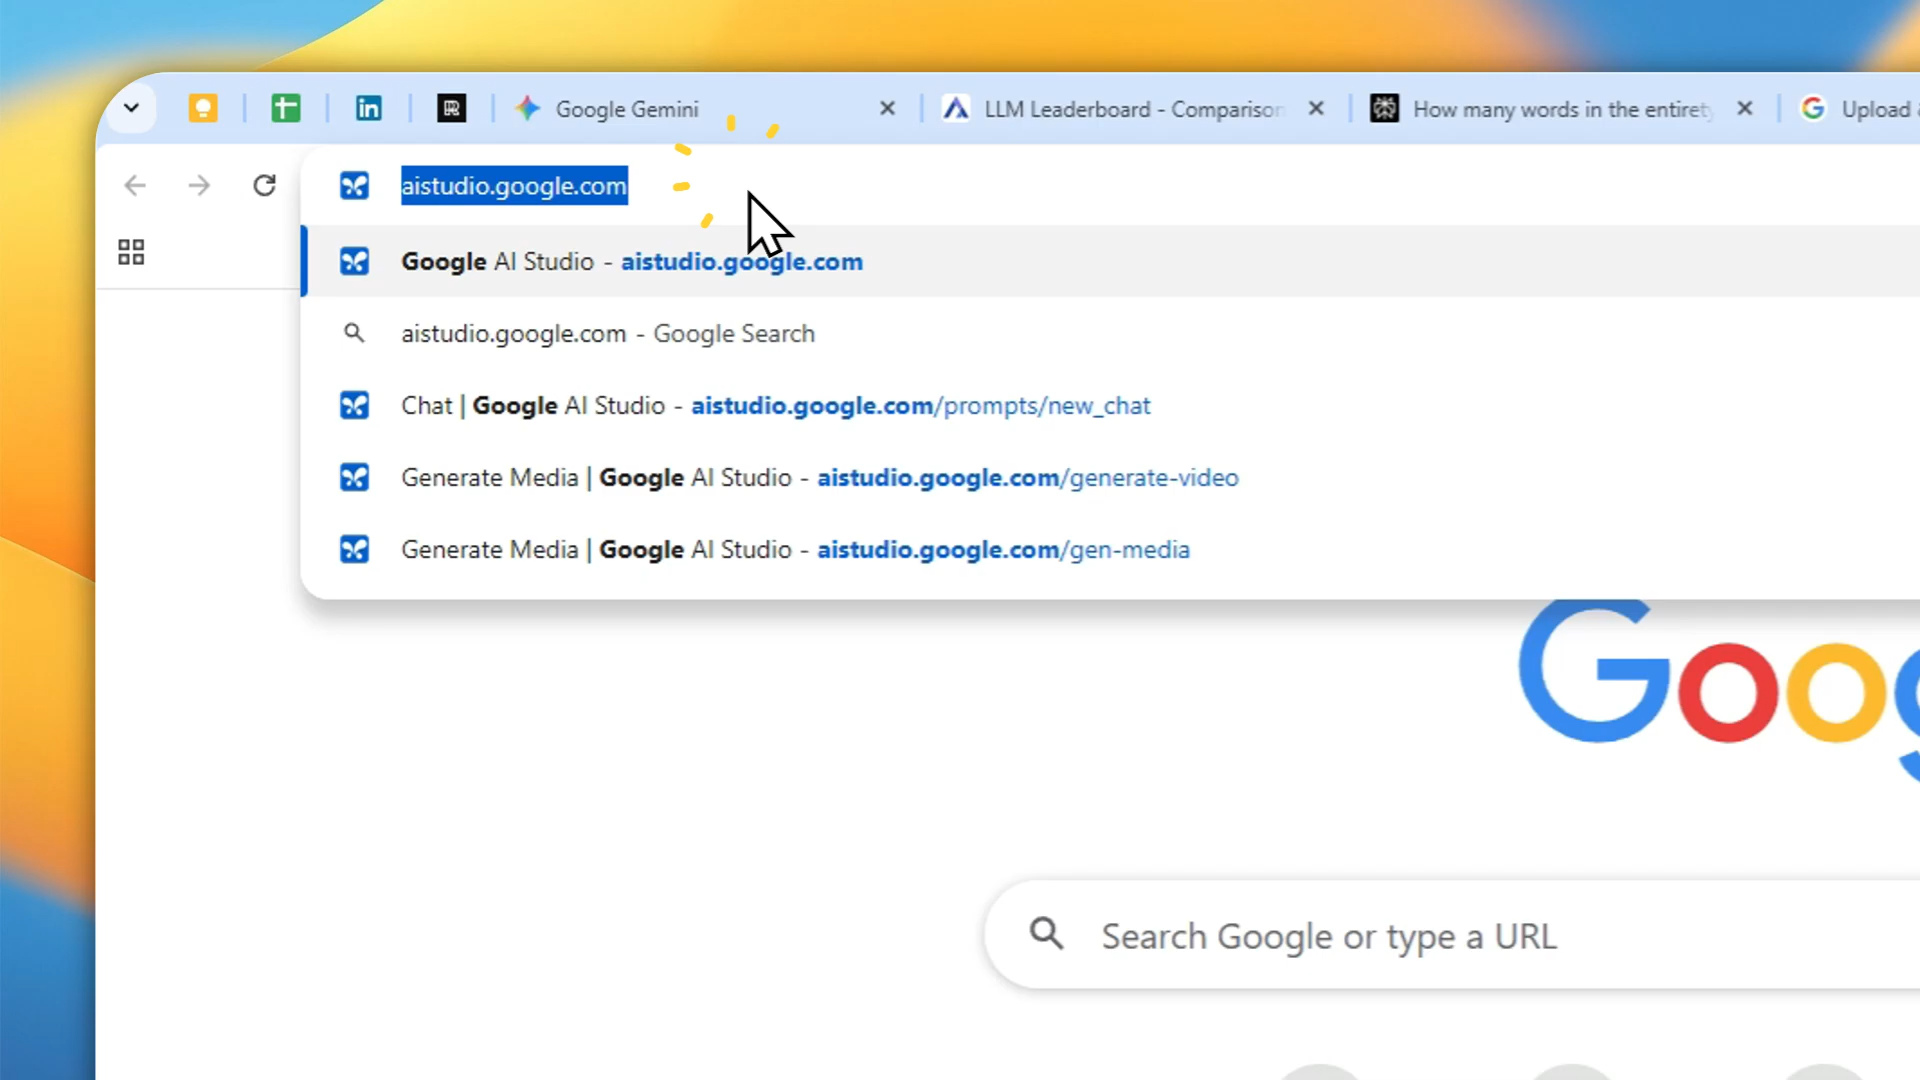 Google Gemini
LLM Leaderboard - Comparison
How many words in the entirety
Upload
aistudio.google.com
Google AI Studio - aistudio.google.com
aistudio.google.com - Google Search
Chat | Google AI Studio - aistudio.google.com/prompts/new_chat
Generate Media | Google AI Studio - aistudio.google.com/generate-video
Generate Media | Google AI Studio - aistudio.google.com/gen-media
Goog
Search Google or type a URL